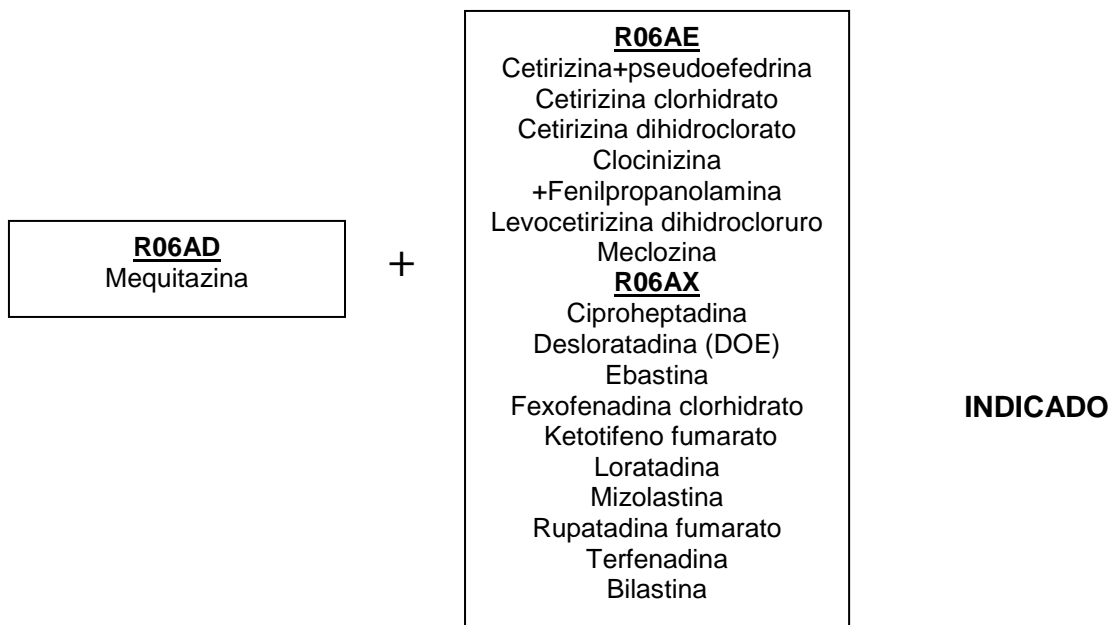 R06AD
Mequitazina
+
R06AE
Cetirizina+pseudoefedrina
Cetirizina clorhidrato
Cetirizina dihidroclorato
Clocinizina
+Fenilpropanolamina
Levocetirizina dihidrocloruro
Meclozina
R06AX
Ciproheptadina
Desloratadina (DOE)
Ebastina
Fexofenadina clorhidrato
Ketotifeno fumarato
Loratadina
Mizolastina
Rupatadina fumarato
Terfenadina
Bilastina
INDICADO